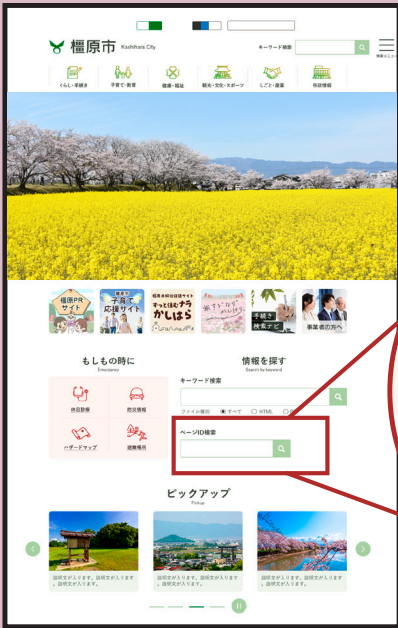 橿原市 Kashihara City
キーワード検索
検索メニュー
くらし・手続き 子育て・教育 健康・福祉 観光・文化・スポーツ しごと・産業 市政情報
橿原PRサイト
橿原市
子育て
応援サイト
ずっとほむナラ
かしはら
手続き
検索ナビ
事業者の方へ
もしもの時に
Emergency
休日診療
防災情報
ハザードマップ
避難場所
情報を探す
Search by keyword
キーワード検索
ファイル種別 すべて HTML
ページID検索
ピックアップ
Pickup
説明文が入ります。説明文が入ります
。説明文が入ります。
説明文が入ります。説明文が入ります
。説明文が入ります。
説明文が入ります。説明文が入ります
。説明文が入ります。